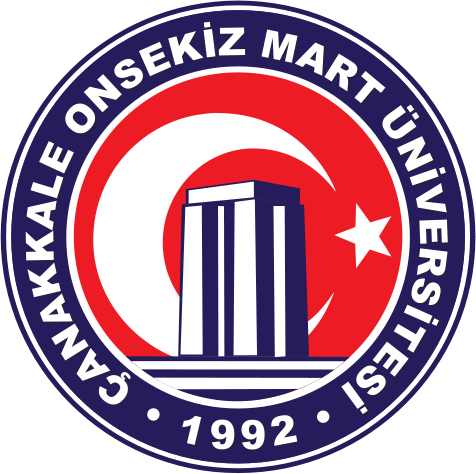 ÇANAKKALE ONSEKİZ MART ÜNİVERSİTESİ
• 1992 •